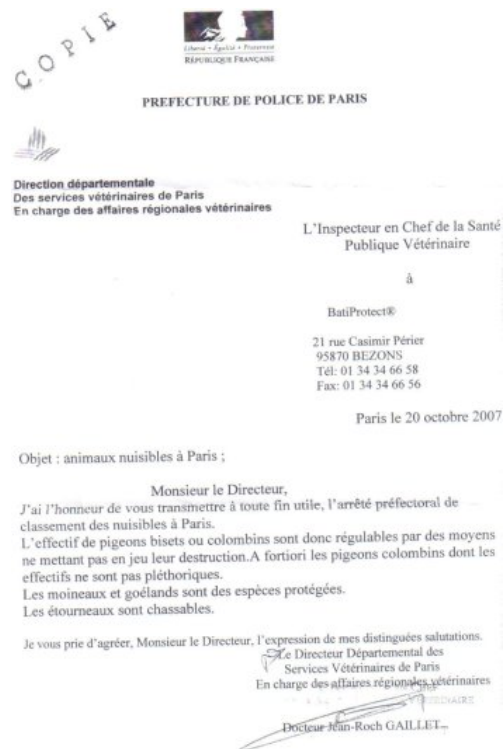 COPIE
Liberté • Égalité • Fraternité
RÉPUBLIQUE FRANÇAISE
PREFECTURE DE POLICE DE PARIS
Direction départementale
Des services vétérinaires de Paris
En charge des affaires régionales vétérinaires
L'Inspecteur en Chef de la Santé
Publique Vétérinaire
à
BatiProtect®
21 rue Casimir Périer
95870 BEZONS
Tél: 01 34 34 66 58
Fax: 01 34 34 66 56
Paris le 20 octobre 2007
Objet : animaux nuisibles à Paris ;
Monsieur le Directeur,
J'ai l'honneur de vous transmettre à toute fin utile, l'arrêté préfectoral de
classement des nuisibles à Paris.
L'effectif de pigeons bisets ou colombins sont donc régulables par des moyens
ne mettant pas en jeu leur destruction.A fortiori les pigeons colombins dont les
effectifs ne sont pas pléthoriques.
Les moineaux et goélands sont des espèces protégées.
Les étourneaux sont chassables.
Je vous prie d'agréer, Monsieur le Directeur, l'expression de mes distinguées salutations.
Le Directeur Départemental des
Services Vétérinaires de Paris
En charge des affaires régionales vétérinaires
VÉTÉRINAIRE
Docteur Jean-Roch GAILLET